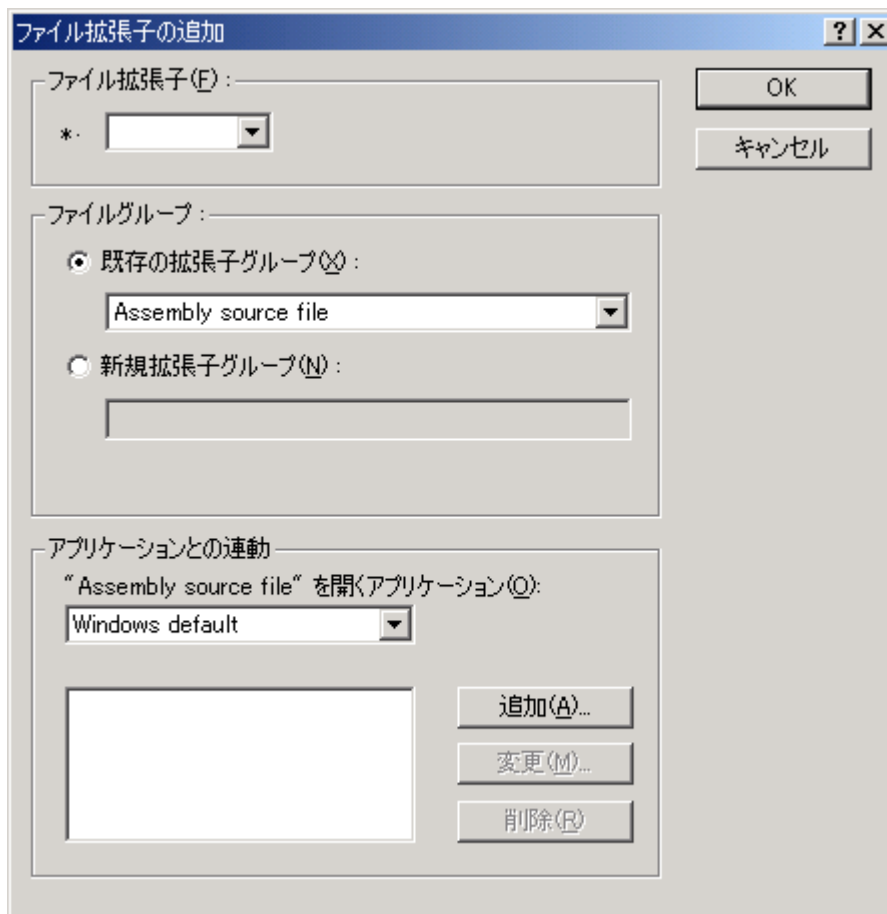 ファイル拡張子の追加
ファイル拡張子(F) :
OK
*.
キャンセル
ファイルグループ :
既存の拡張子グループ(X) :
Assembly source file
新規拡張子グループ(N) :
アプリケーションとの連動
"Assembly source file" を開くアプリケーション(O):
Windows default
追加(A)...
変更(M)...
削除(R)